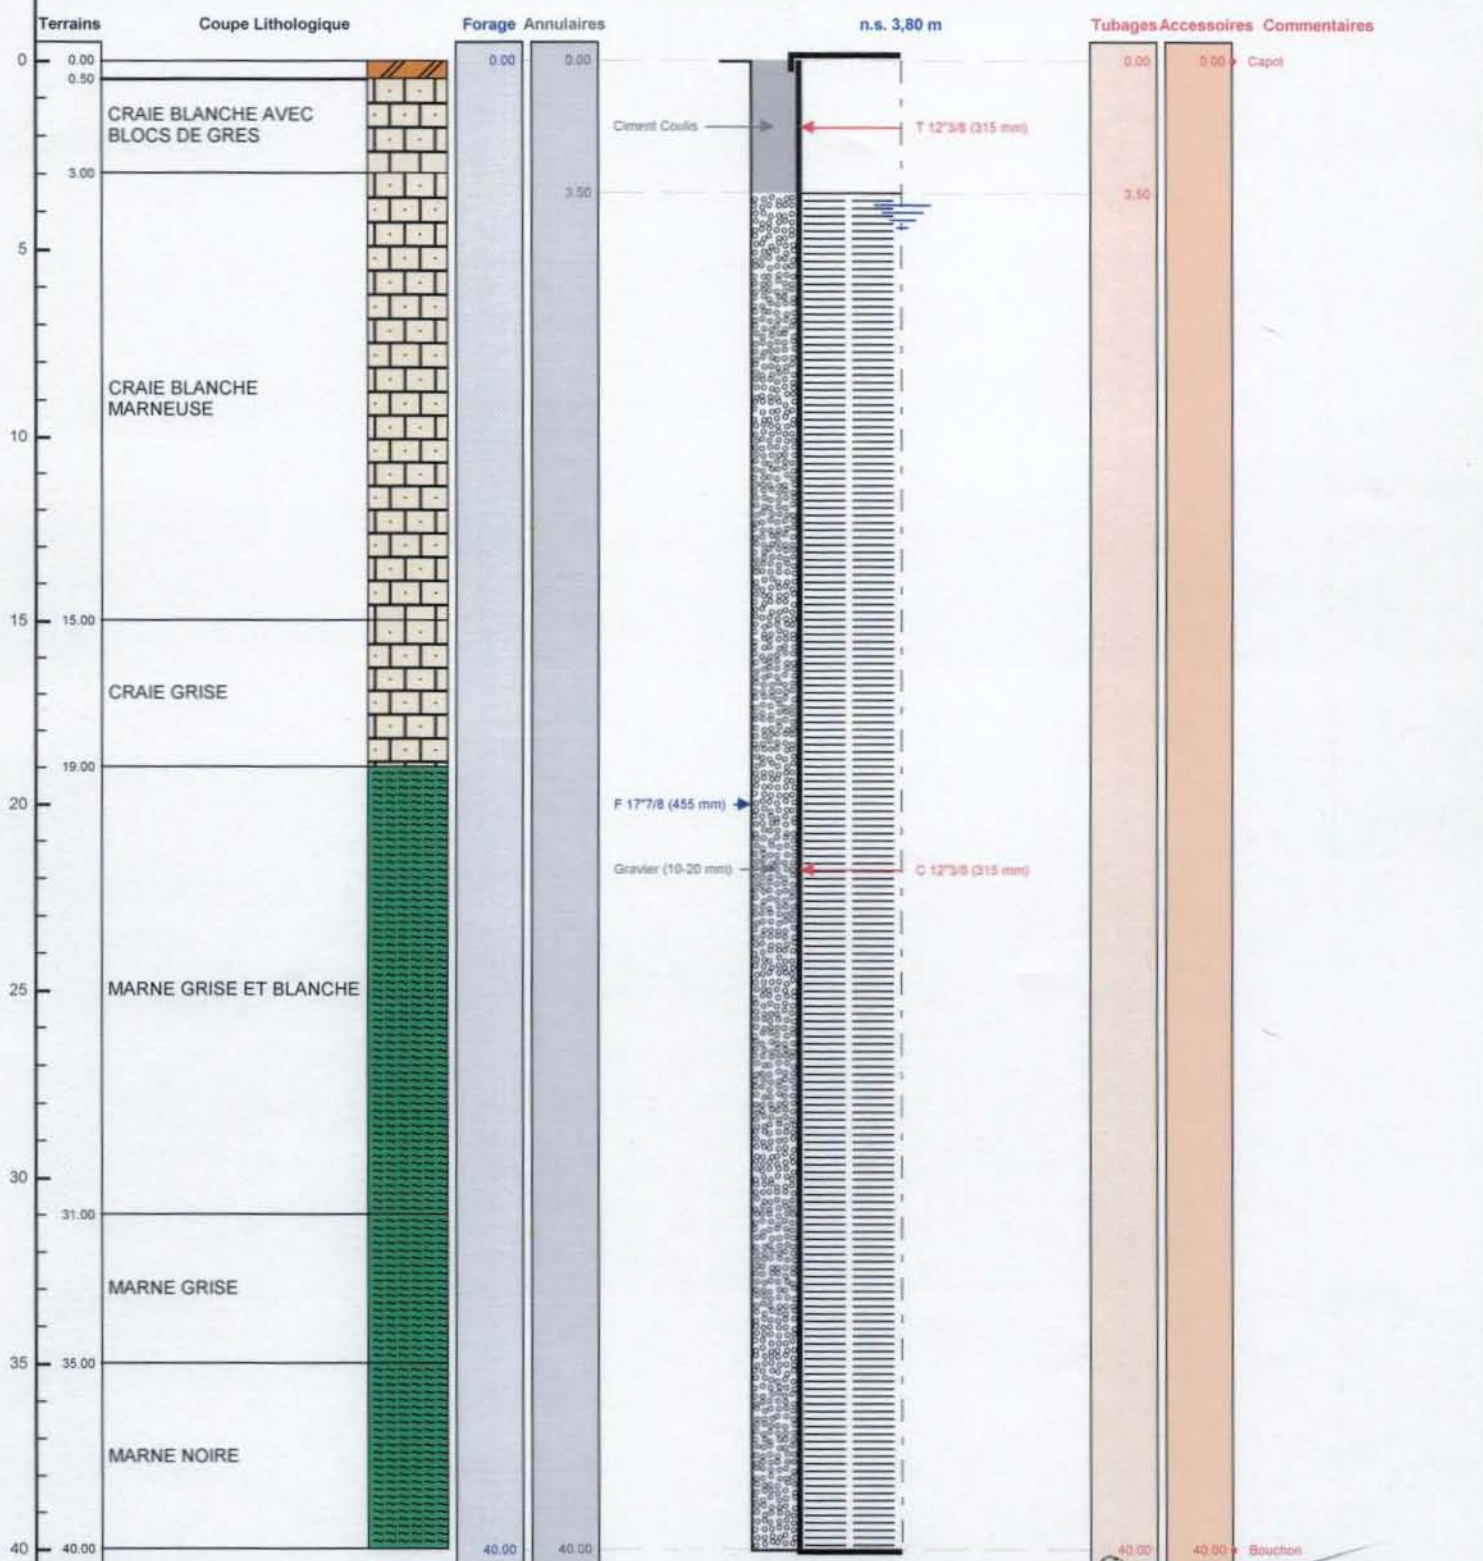 Terrains Coupe Lithologique Forage Annulaires n.s. 3,80 m Tubages Accessoires Commentaires
0 0.00 0.00 0.00 0.00 0.00 Capot
0.50
CRAIE BLANCHE AVEC
BLOCS DE GRES
Ciment Coulis T 12"3/8 (315 mm)
3.00
3.50 3.50
5
CRAIE BLANCHE
MARNEUSE
10
15 15.00
CRAIE GRISE
19.00
20 F 17"7/8 (455 mm)
Gravier (10-20 mm) C 12"3/8 (315 mm)
25 MARNE GRISE ET BLANCHE
30
31.00
MARNE GRISE
35 35.00
MARNE NOIRE
40 40.00 40.00 40.00 40.00 40.00 Bouchon